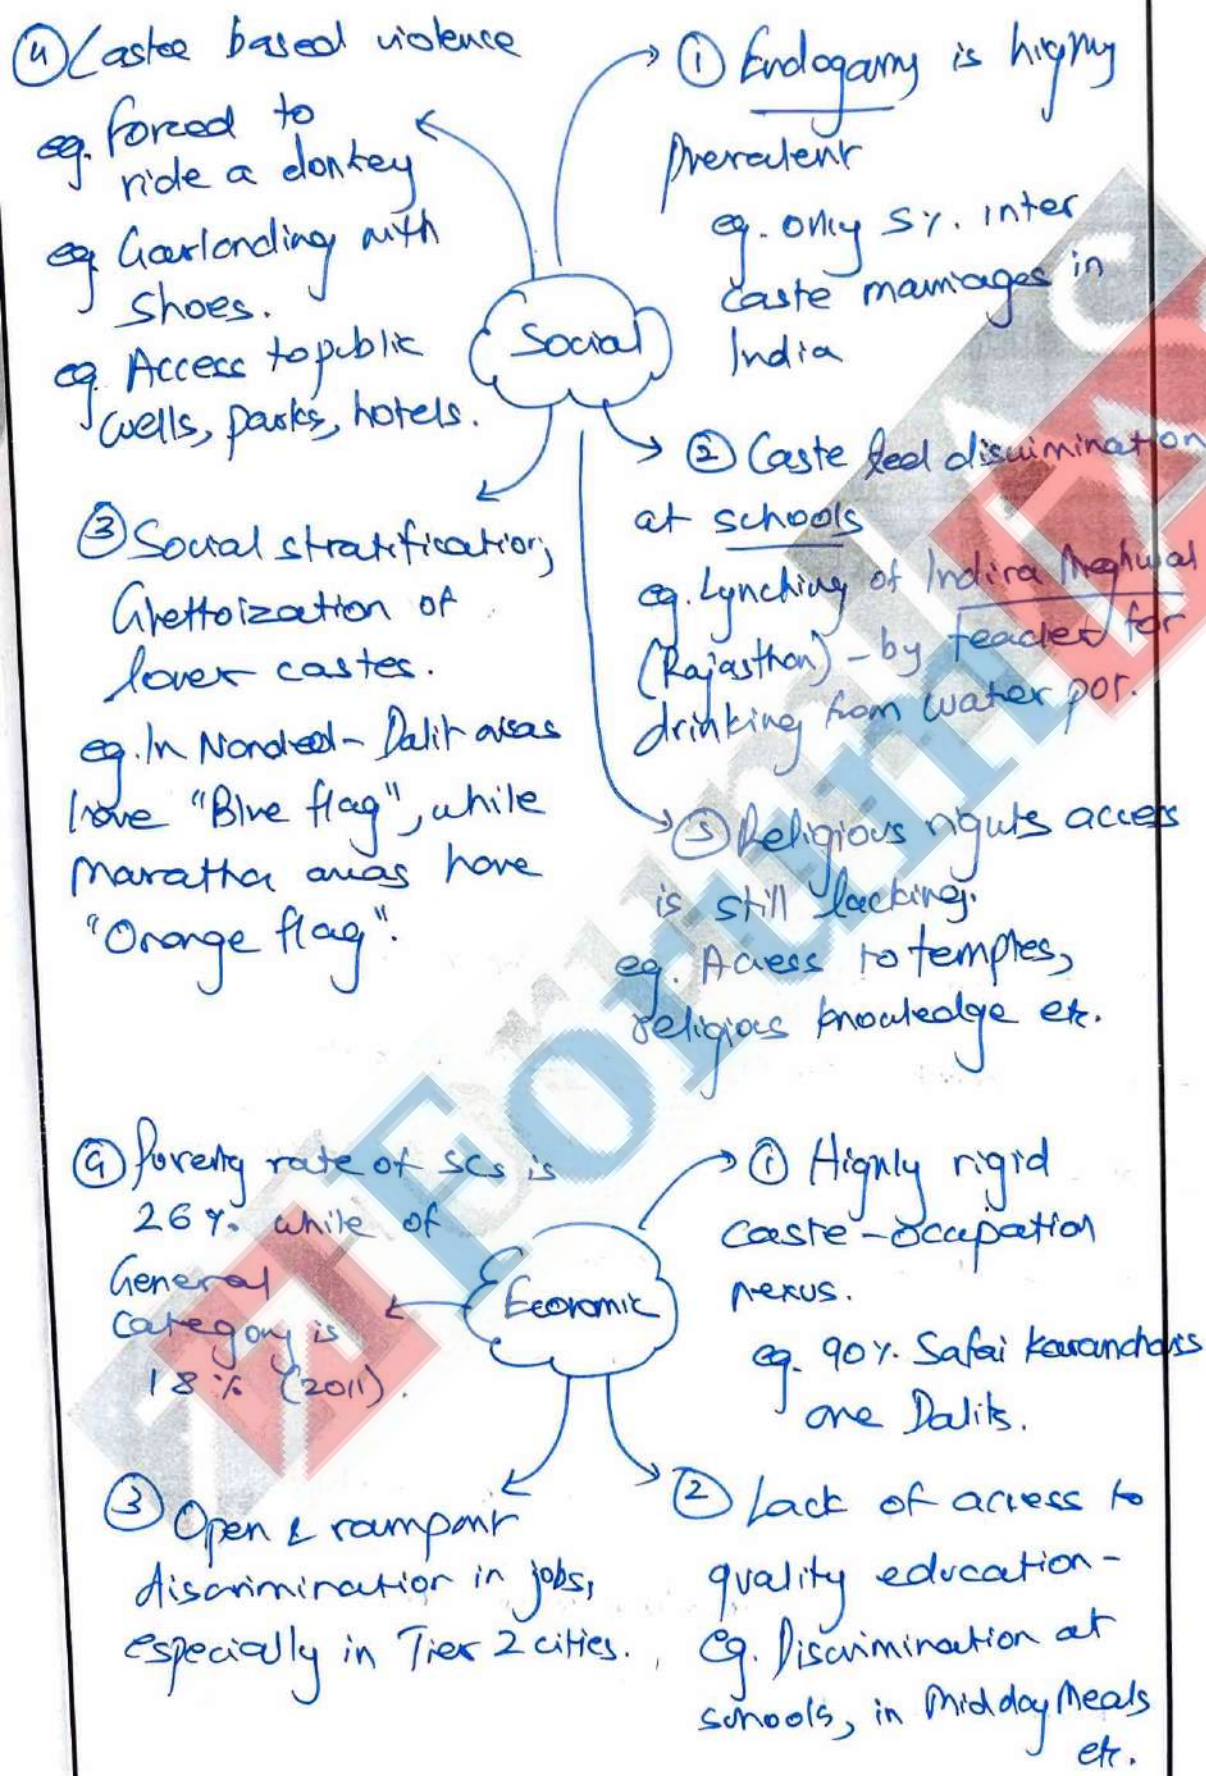 ① Endogamy is highly
prevalent
eg. only 5%. inter
caste marriages in
India
② Caste led discrimination
at schools
eg. Lynching of Indira Meghwal
(Rajasthan) - by teacher for
drinking from water pot.
③ Social stratification,
Ghettoization of
lower castes.
eg. In Nanded - Dalit areas
have "Blue flag", while
Maratha areas have
"Orange flag".
④ Caste based violence
eg. forced to
ride a donkey
eg. Garlanding with
shoes.
eg. Access to public
wells, parks, hotels.
Social
⑤ Religious rights access
is still lacking.
eg. Access to temples,
religious knowledge etc.
Economic
① Highly rigid
caste-occupation
nexus.
eg. 90%. Safai Karamcharis
are Dalits.
② Lack of access to
quality education -
eg. Discrimination at
schools, in Midday Meals
etc.
③ Open & rampant
discrimination in jobs,
especially in Tier 2 cities.
④ Poverty rate of SCs is
26%. while of
General
category is
18% (2011).
Forum IAS